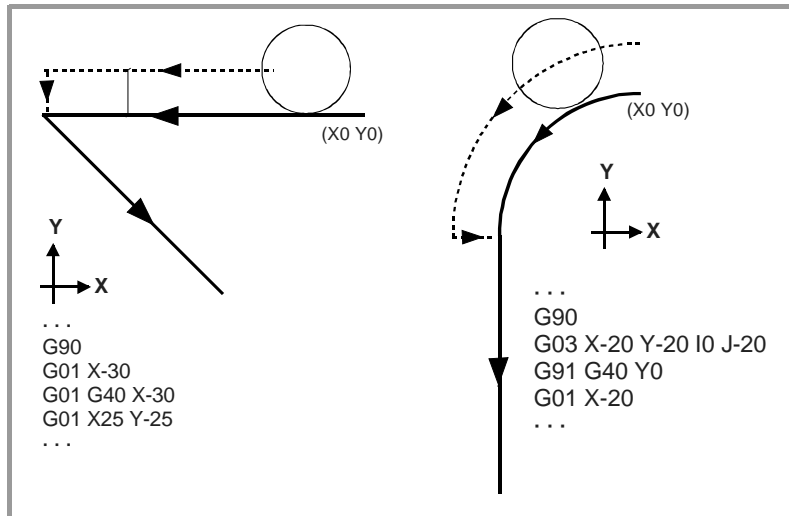 (X0 Y0)
Y
X
. . .
G90
G01 X-30
G01 G40 X-30
G01 X25 Y-25
. . .
(X0 Y0)
Y
X
. . .
G90
G03 X-20 Y-20 I0 J-20
G91 G40 Y0
G01 X-20
. . .